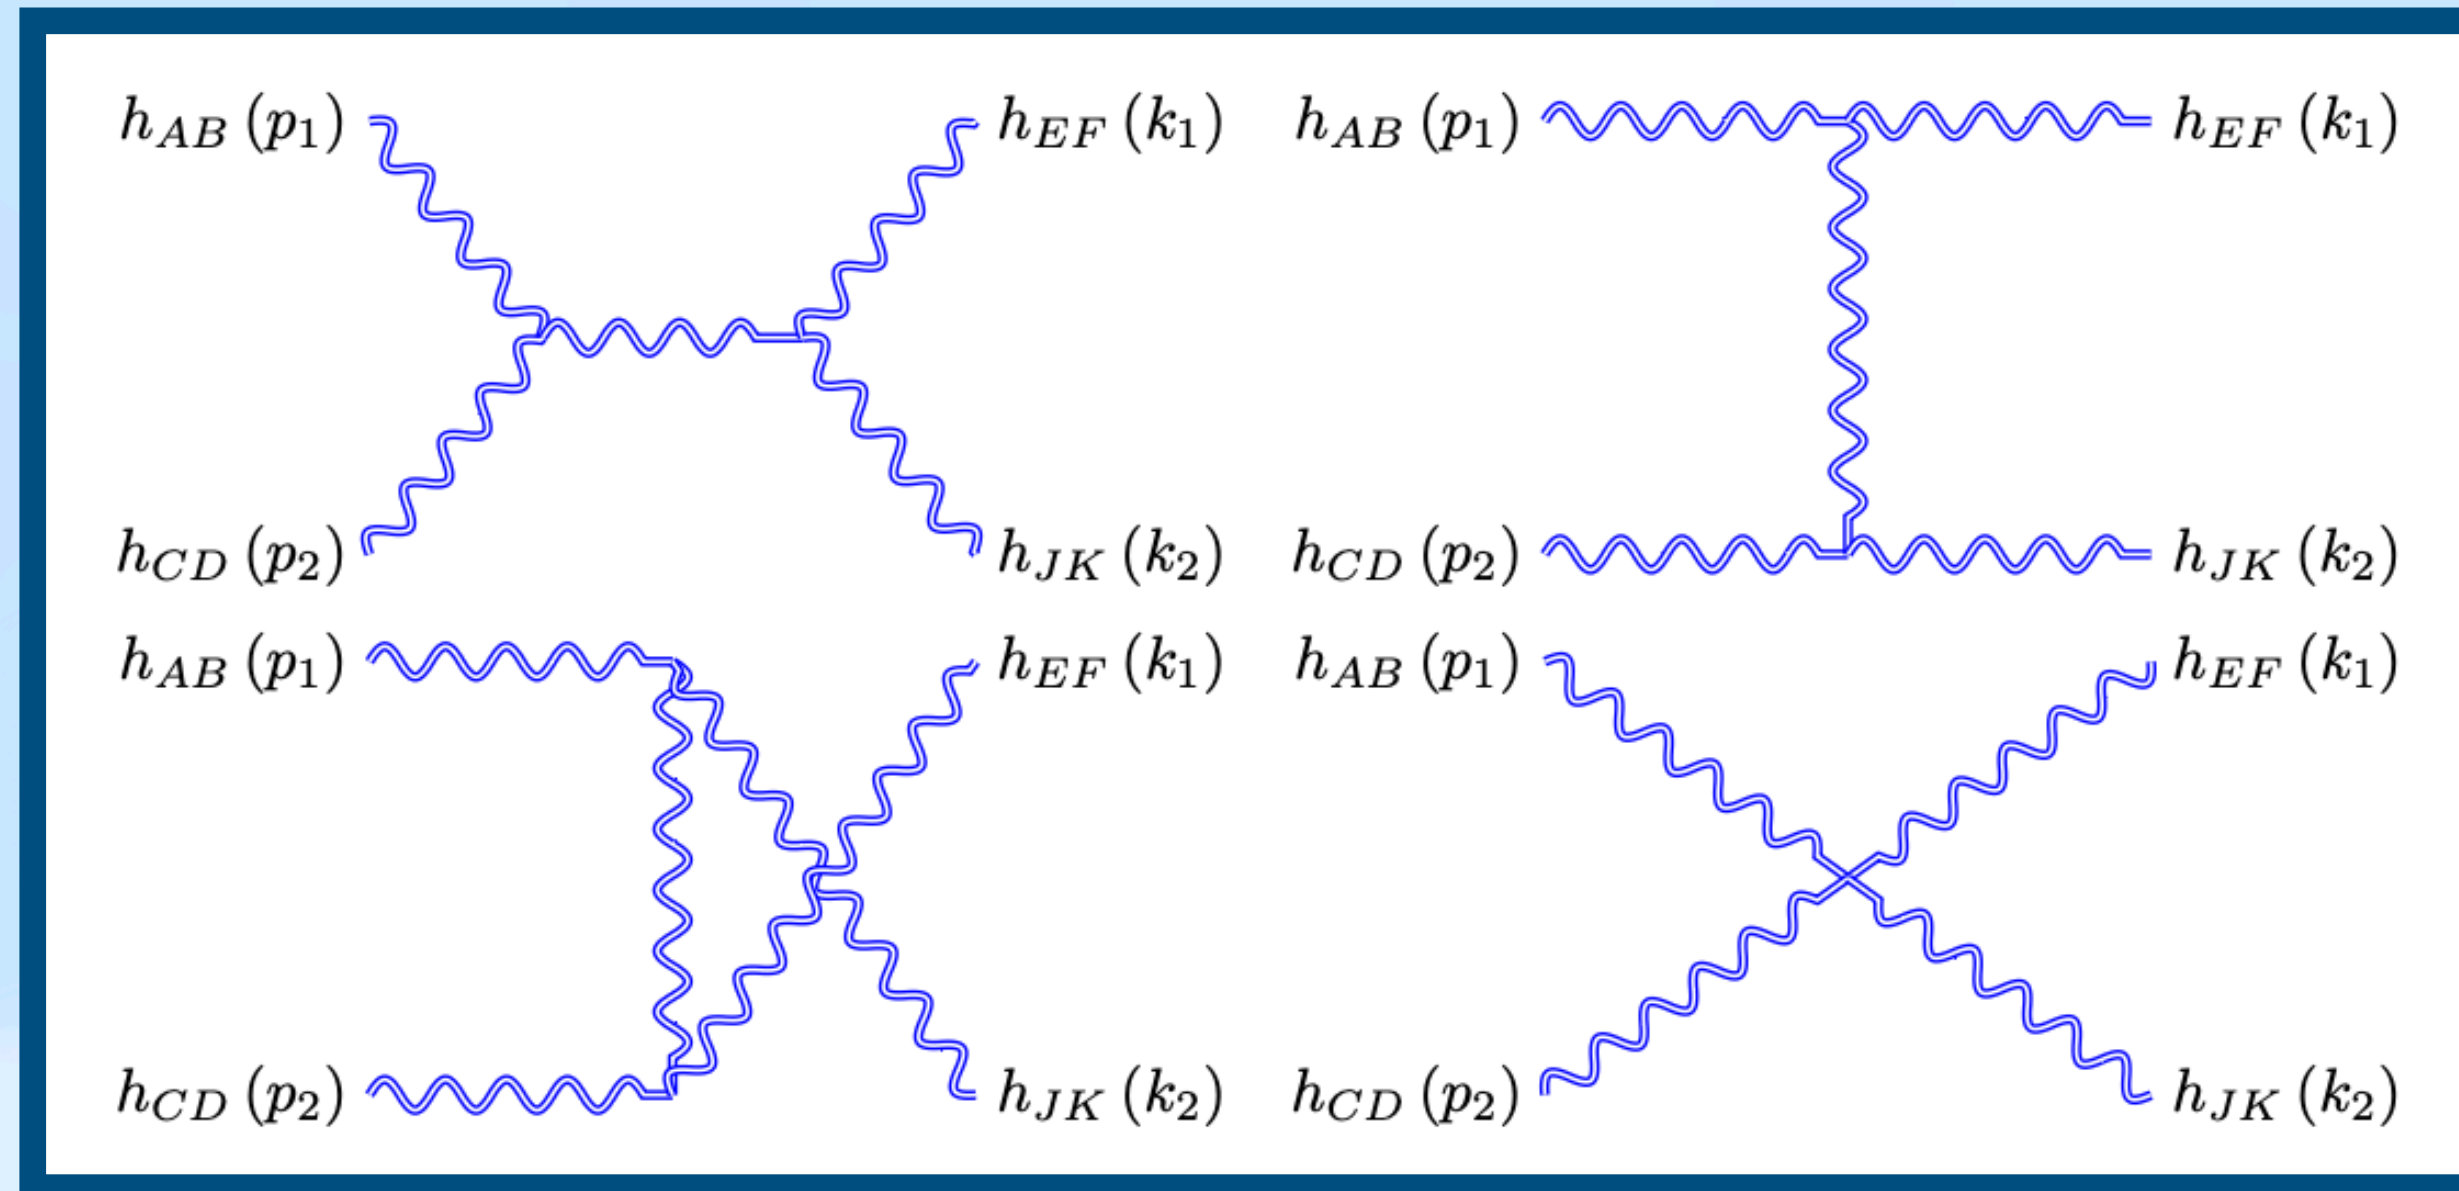 h_{AB} (p_1) h_{EF} (k_1) h_{AB} (p_1) h_{EF} (k_1)
h_{CD} (p_2) h_{JK} (k_2) h_{CD} (p_2) h_{JK} (k_2)
h_{AB} (p_1) h_{EF} (k_1) h_{AB} (p_1) h_{EF} (k_1)
h_{CD} (p_2) h_{JK} (k_2) h_{CD} (p_2) h_{JK} (k_2)